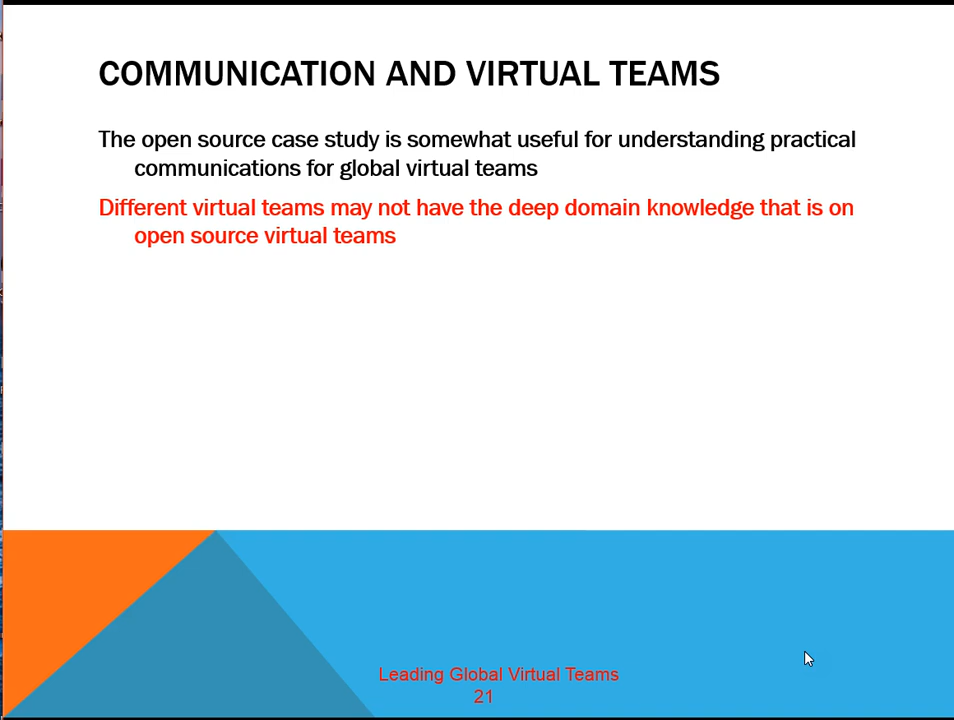 COMMUNICATION AND VIRTUAL TEAMS
The open source case study is somewhat useful for understanding practical
communications for global virtual teams
Different virtual teams may not have the deep domain knowledge that is on
open source virtual teams
Leading Global Virtual Teams
21